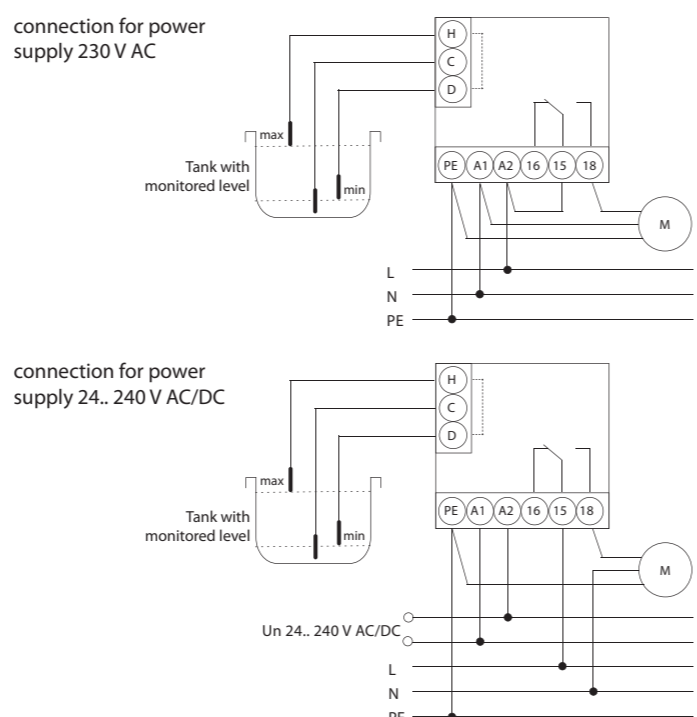 connection for power
supply 230 V AC
H
C
D
max
Tank with
monitored level
min
PE A1 A2 16 15 18
M
L
N
PE
connection for power
supply 24.. 240 V AC/DC
H
C
D
max
Tank with
monitored level
min
PE A1 A2 16 15 18
M
Un 24.. 240 V AC/DC
L
N
PE